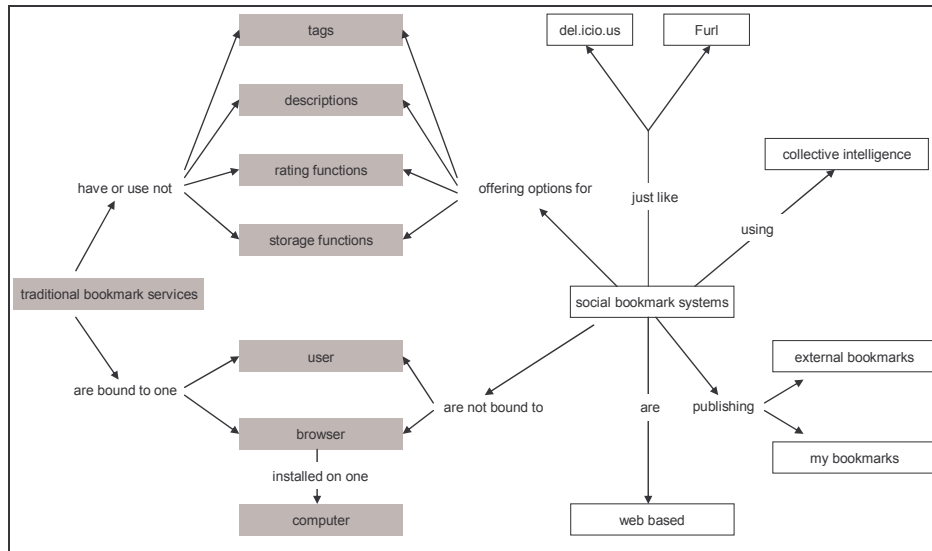 tags
del.icio.us
Furl
descriptions
collective intelligence
rating functions
have or use not
offering options for
just like
storage functions
using
traditional bookmark services
social bookmark systems
user
external bookmarks
are bound to one
are not bound to
are
publishing
browser
my bookmarks
installed on one
computer
web based